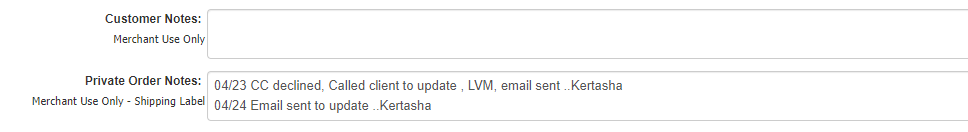 Customer Notes:
Merchant Use Only
Private Order Notes:
Merchant Use Only - Shipping Label
04/23 CC declined, Called client to update , LVM, email sent ..Kertasha
04/24 Email sent to update ..Kertasha